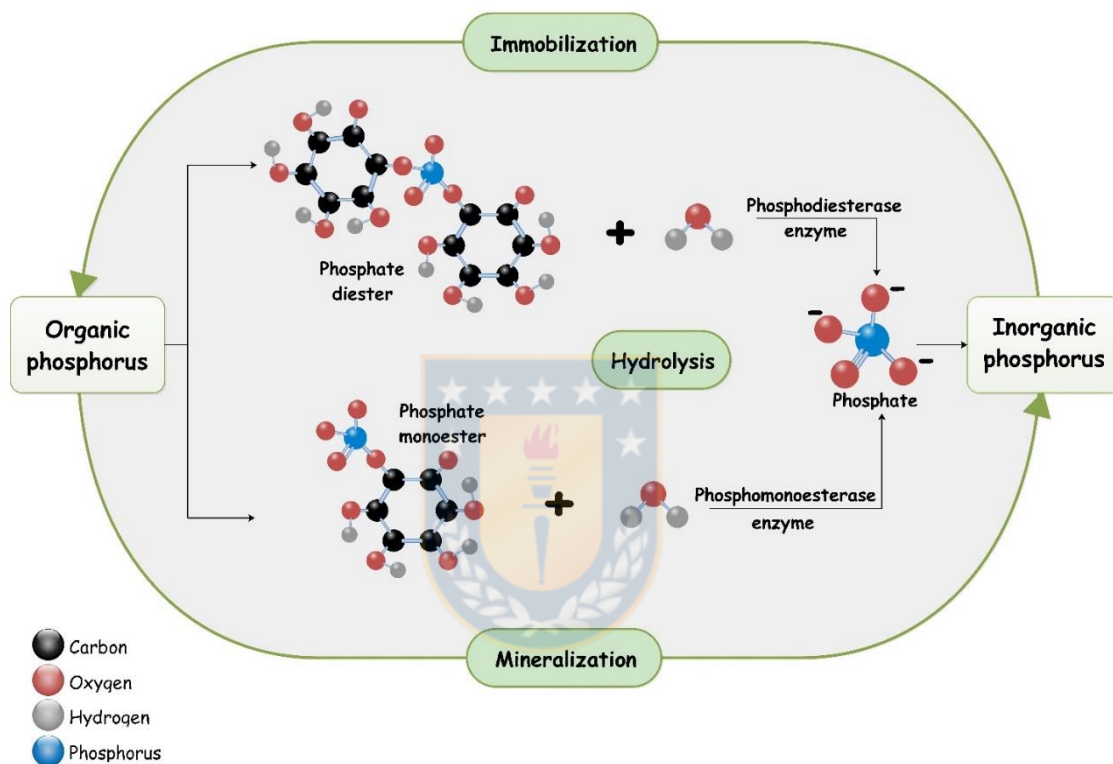 Immobilization
Phosphate
diester
Phosphodiesterase
enzyme
Organic
phosphorus
Inorganic
phosphorus
Hydrolysis
Phosphate
Phosphate
monoester
Phosphomonoesterase
enzyme
Mineralization
Carbon
Oxygen
Hydrogen
Phosphorus